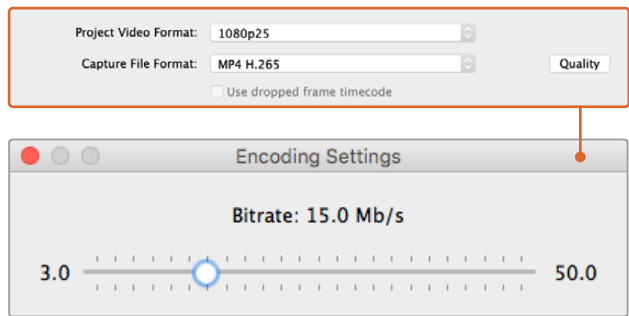 Project Video Format: 1080p25
Capture File Format: MP4 H.265 Quality
Use dropped frame timecode
Encoding Settings
Bitrate: 15.0 Mb/s
3.0 50.0